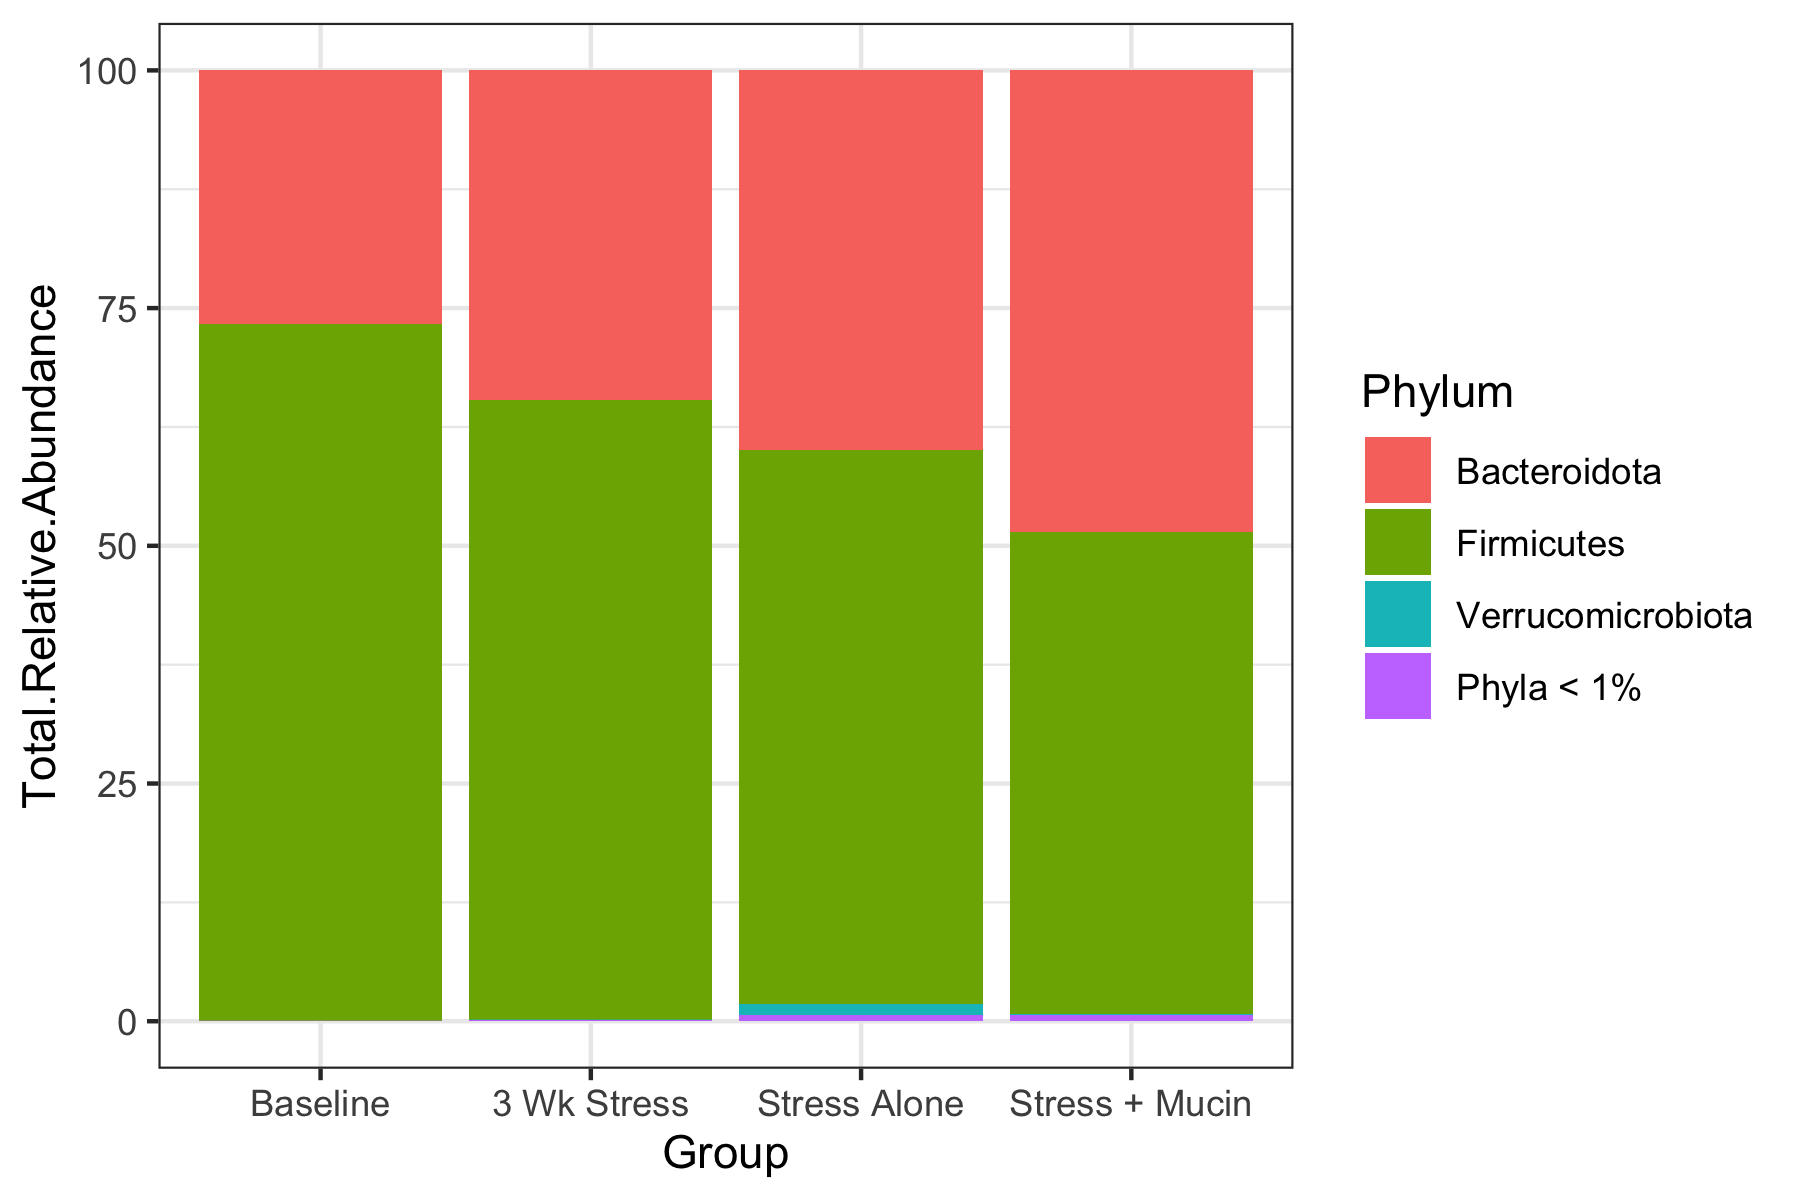 Total.Relative.Abundance
100
75
50
25
0
Baseline
3 Wk Stress
Stress Alone
Stress + Mucin
Group
Phylum
Bacteroidota
Firmicutes
Verrucomicrobiota
Phyla < 1%